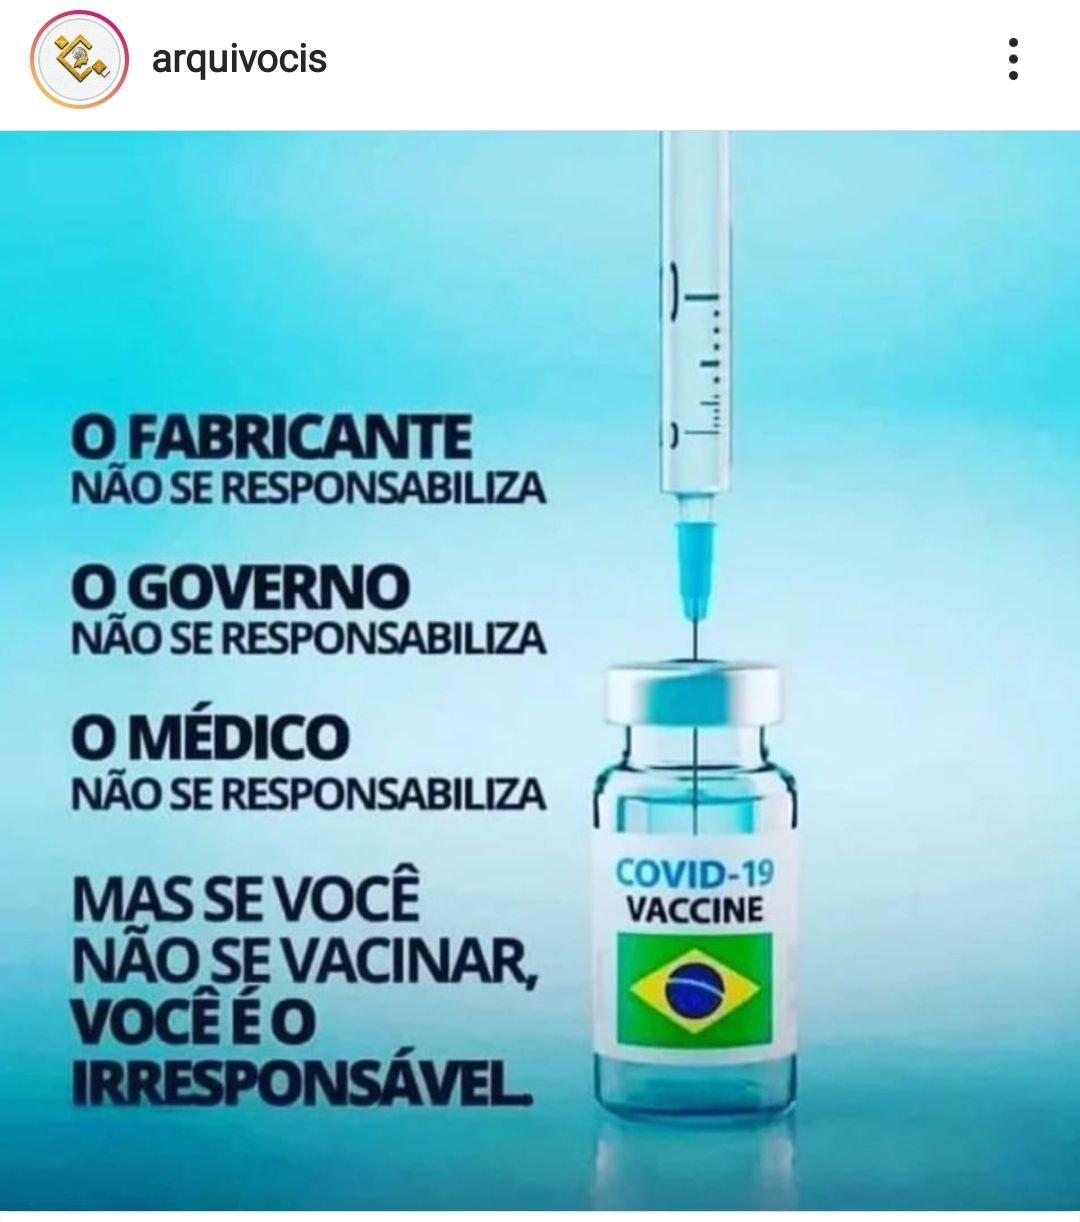 arquivocis
O FABRICANTE
NÃO SE RESPONSABILIZA
O GOVERNO
NÃO SE RESPONSABILIZA
O MÉDICO
NÃO SE RESPONSABILIZA
MAS SE VOCÊ
NÃO SE VACINAR,
VOCÊ É O
IRRESPONSÁVEL.
COVID-19
VACCINE